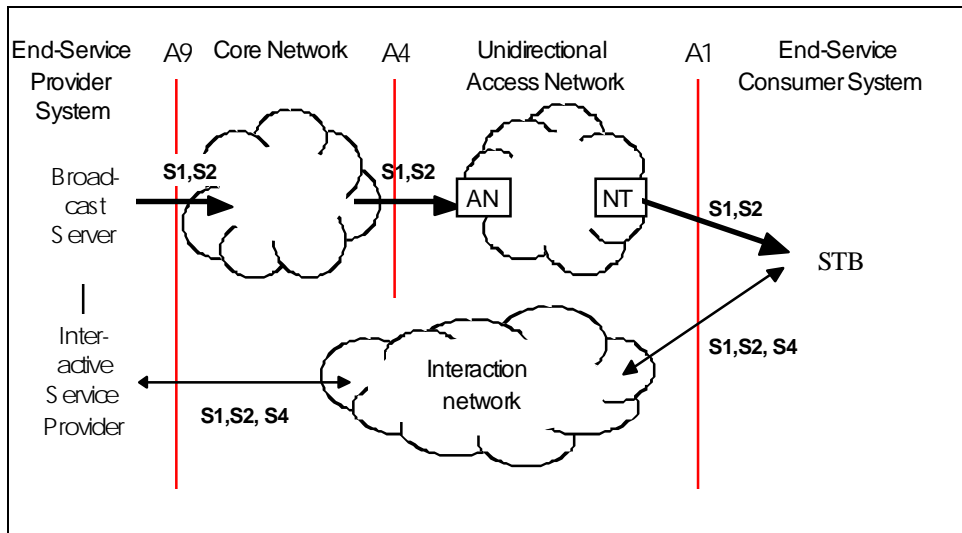 End-Service
Provider
System
A9
Core Network
A4
Unidirectional
Access Network
A1
End-Service
Consumer System
Broad-
cast
Server
S1,S2
S1,S2
AN
NT
S1,S2
STB
Inter-
active
Service
Provider
S1,S2, S4
Interaction
network
S1,S2, S4